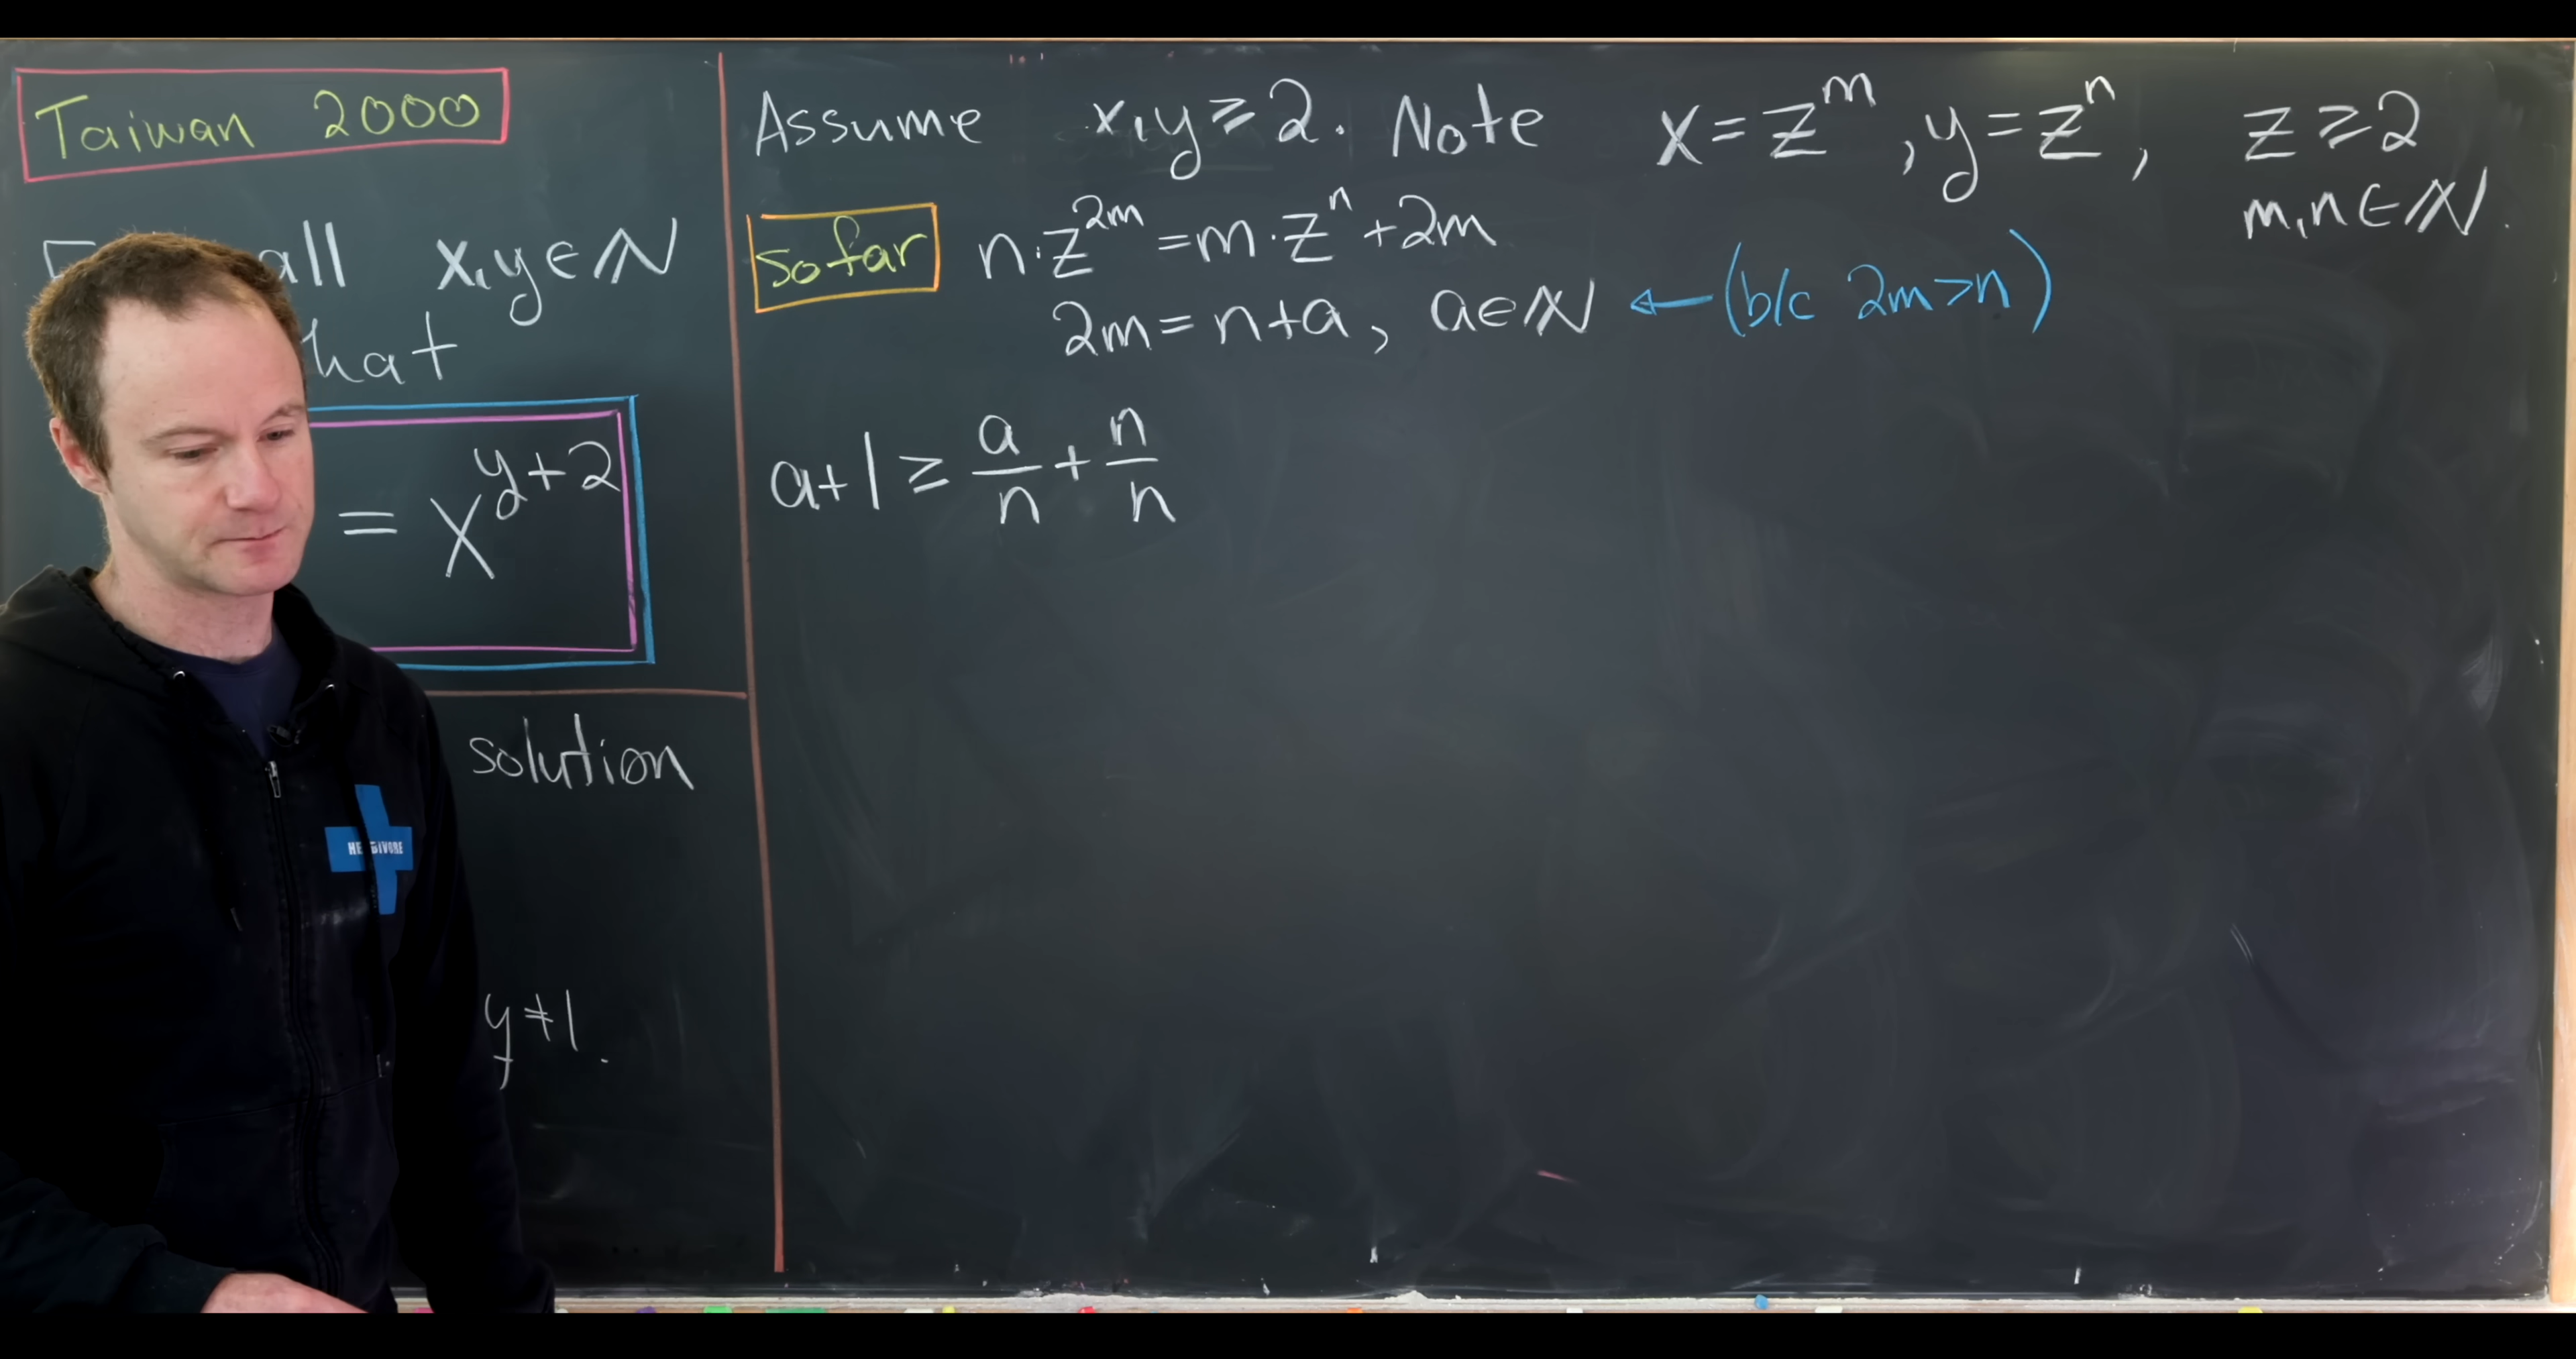 Taiwan 2000
all x,y∈ℕ
hat
= x^{y+2}
solution
y≠1.
Assume x,y≥2. Note x=z^m, y=z^n, z≥2
m,n∈ℕ.
so far n·z^{2m}=m·z^n+2m
2m=n+a, a∈ℕ ← (b/c 2m>n)
a+1 ≥ a/n + n/n